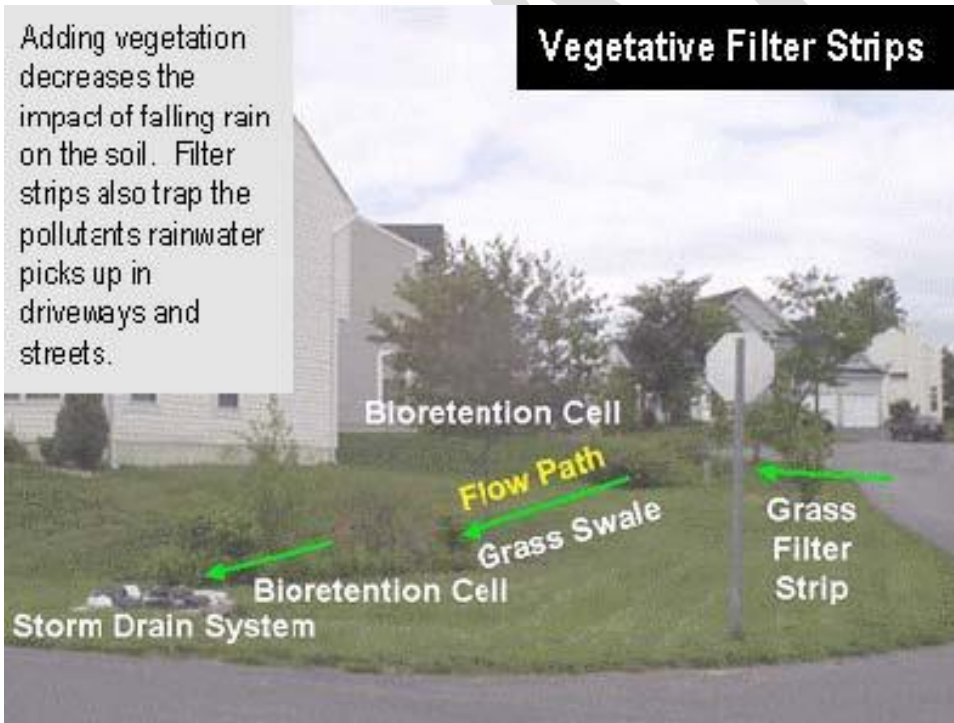 Adding vegetation
decreases the
impact of falling rain
on the soil. Filter
strips also trap the
pollutants rainwater
picks up in
driveways and
streets.
Vegetative Filter Strips
Bioretention Cell
Flow Path
Grass Swale
Grass
Filter
Strip
Bioretention Cell
Storm Drain System